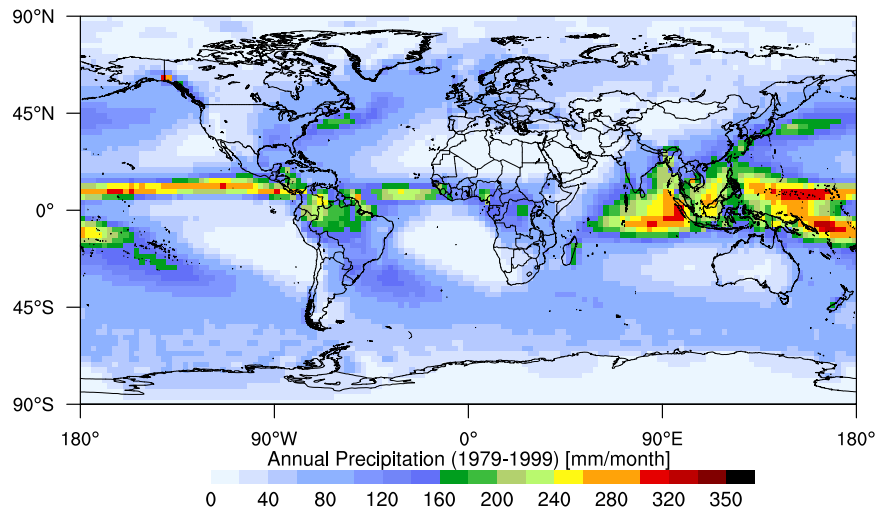 90°N
45°N
0°
45°S
90°S
180° 90°W 0° 90°E 180°
Annual Precipitation (1979-1999) [mm/month]
0 40 80 120 160 200 240 280 320 350